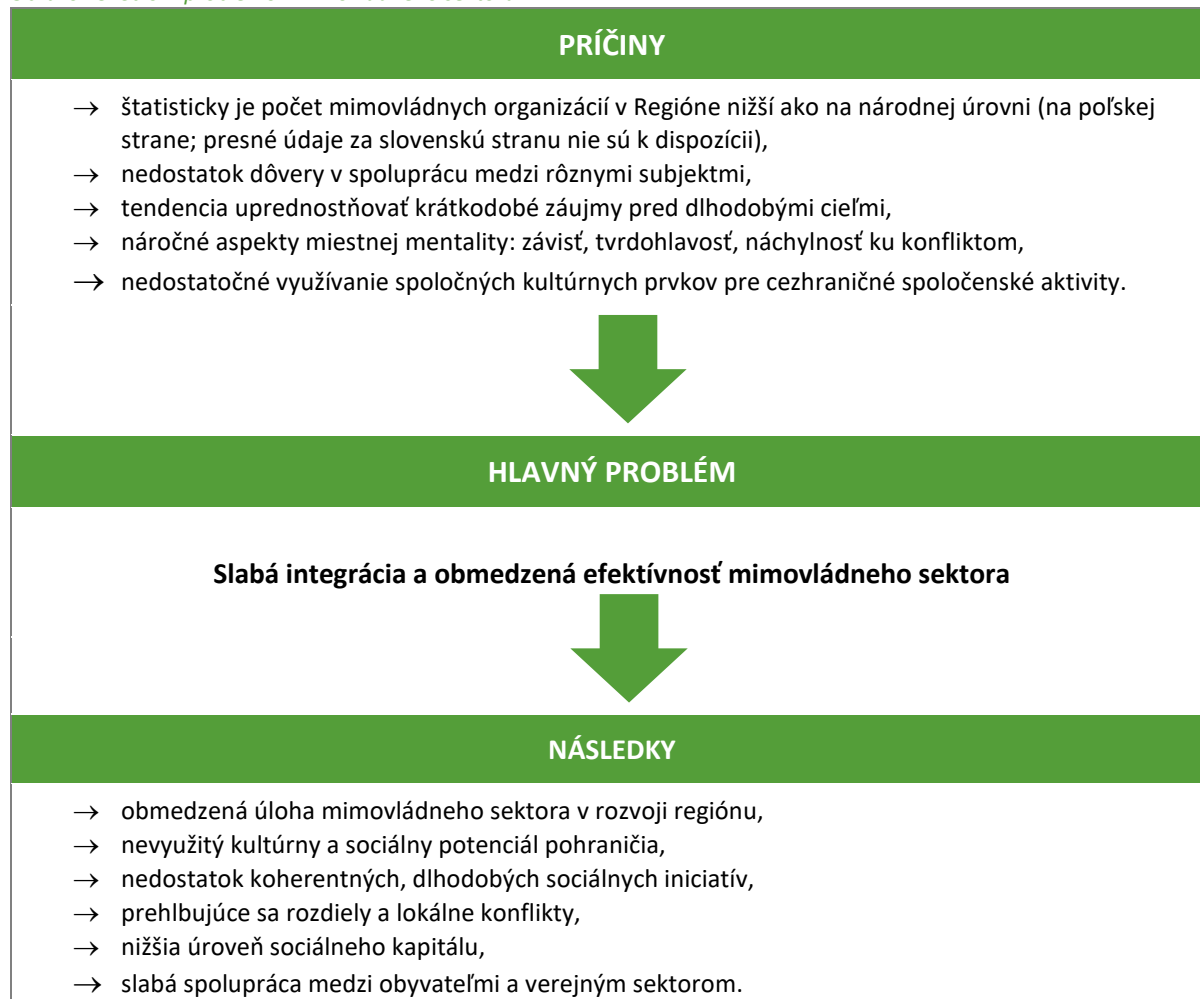 PRÍČINY
→ štatisticky je počet mimovládnych organizácií v Regióne nižší ako na národnej úrovni (na poľskej
strane; presné údaje za slovenskú stranu nie sú k dispozícii),
→ nedostatok dôvery v spoluprácu medzi rôznymi subjektmi,
→ tendencia uprednostňovať krátkodobé záujmy pred dlhodobými cieľmi,
→ náročné aspekty miestnej mentality: závisť, tvrdohlavosť, náchylnosť ku konfliktom,
→ nedostatočné využívanie spoločných kultúrnych prvkov pre cezhraničné spoločenské aktivity.
HLAVNÝ PROBLÉM
Slabá integrácia a obmedzená efektívnosť mimovládneho sektora
NÁSLEDKY
→ obmedzená úloha mimovládneho sektora v rozvoji regiónu,
→ nevyužitý kultúrny a sociálny potenciál pohraničia,
→ nedostatok koherentných, dlhodobých sociálnych iniciatív,
→ prehlbujúce sa rozdiely a lokálne konflikty,
→ nižšia úroveň sociálneho kapitálu,
→ slabá spolupráca medzi obyvateľmi a verejným sektorom.